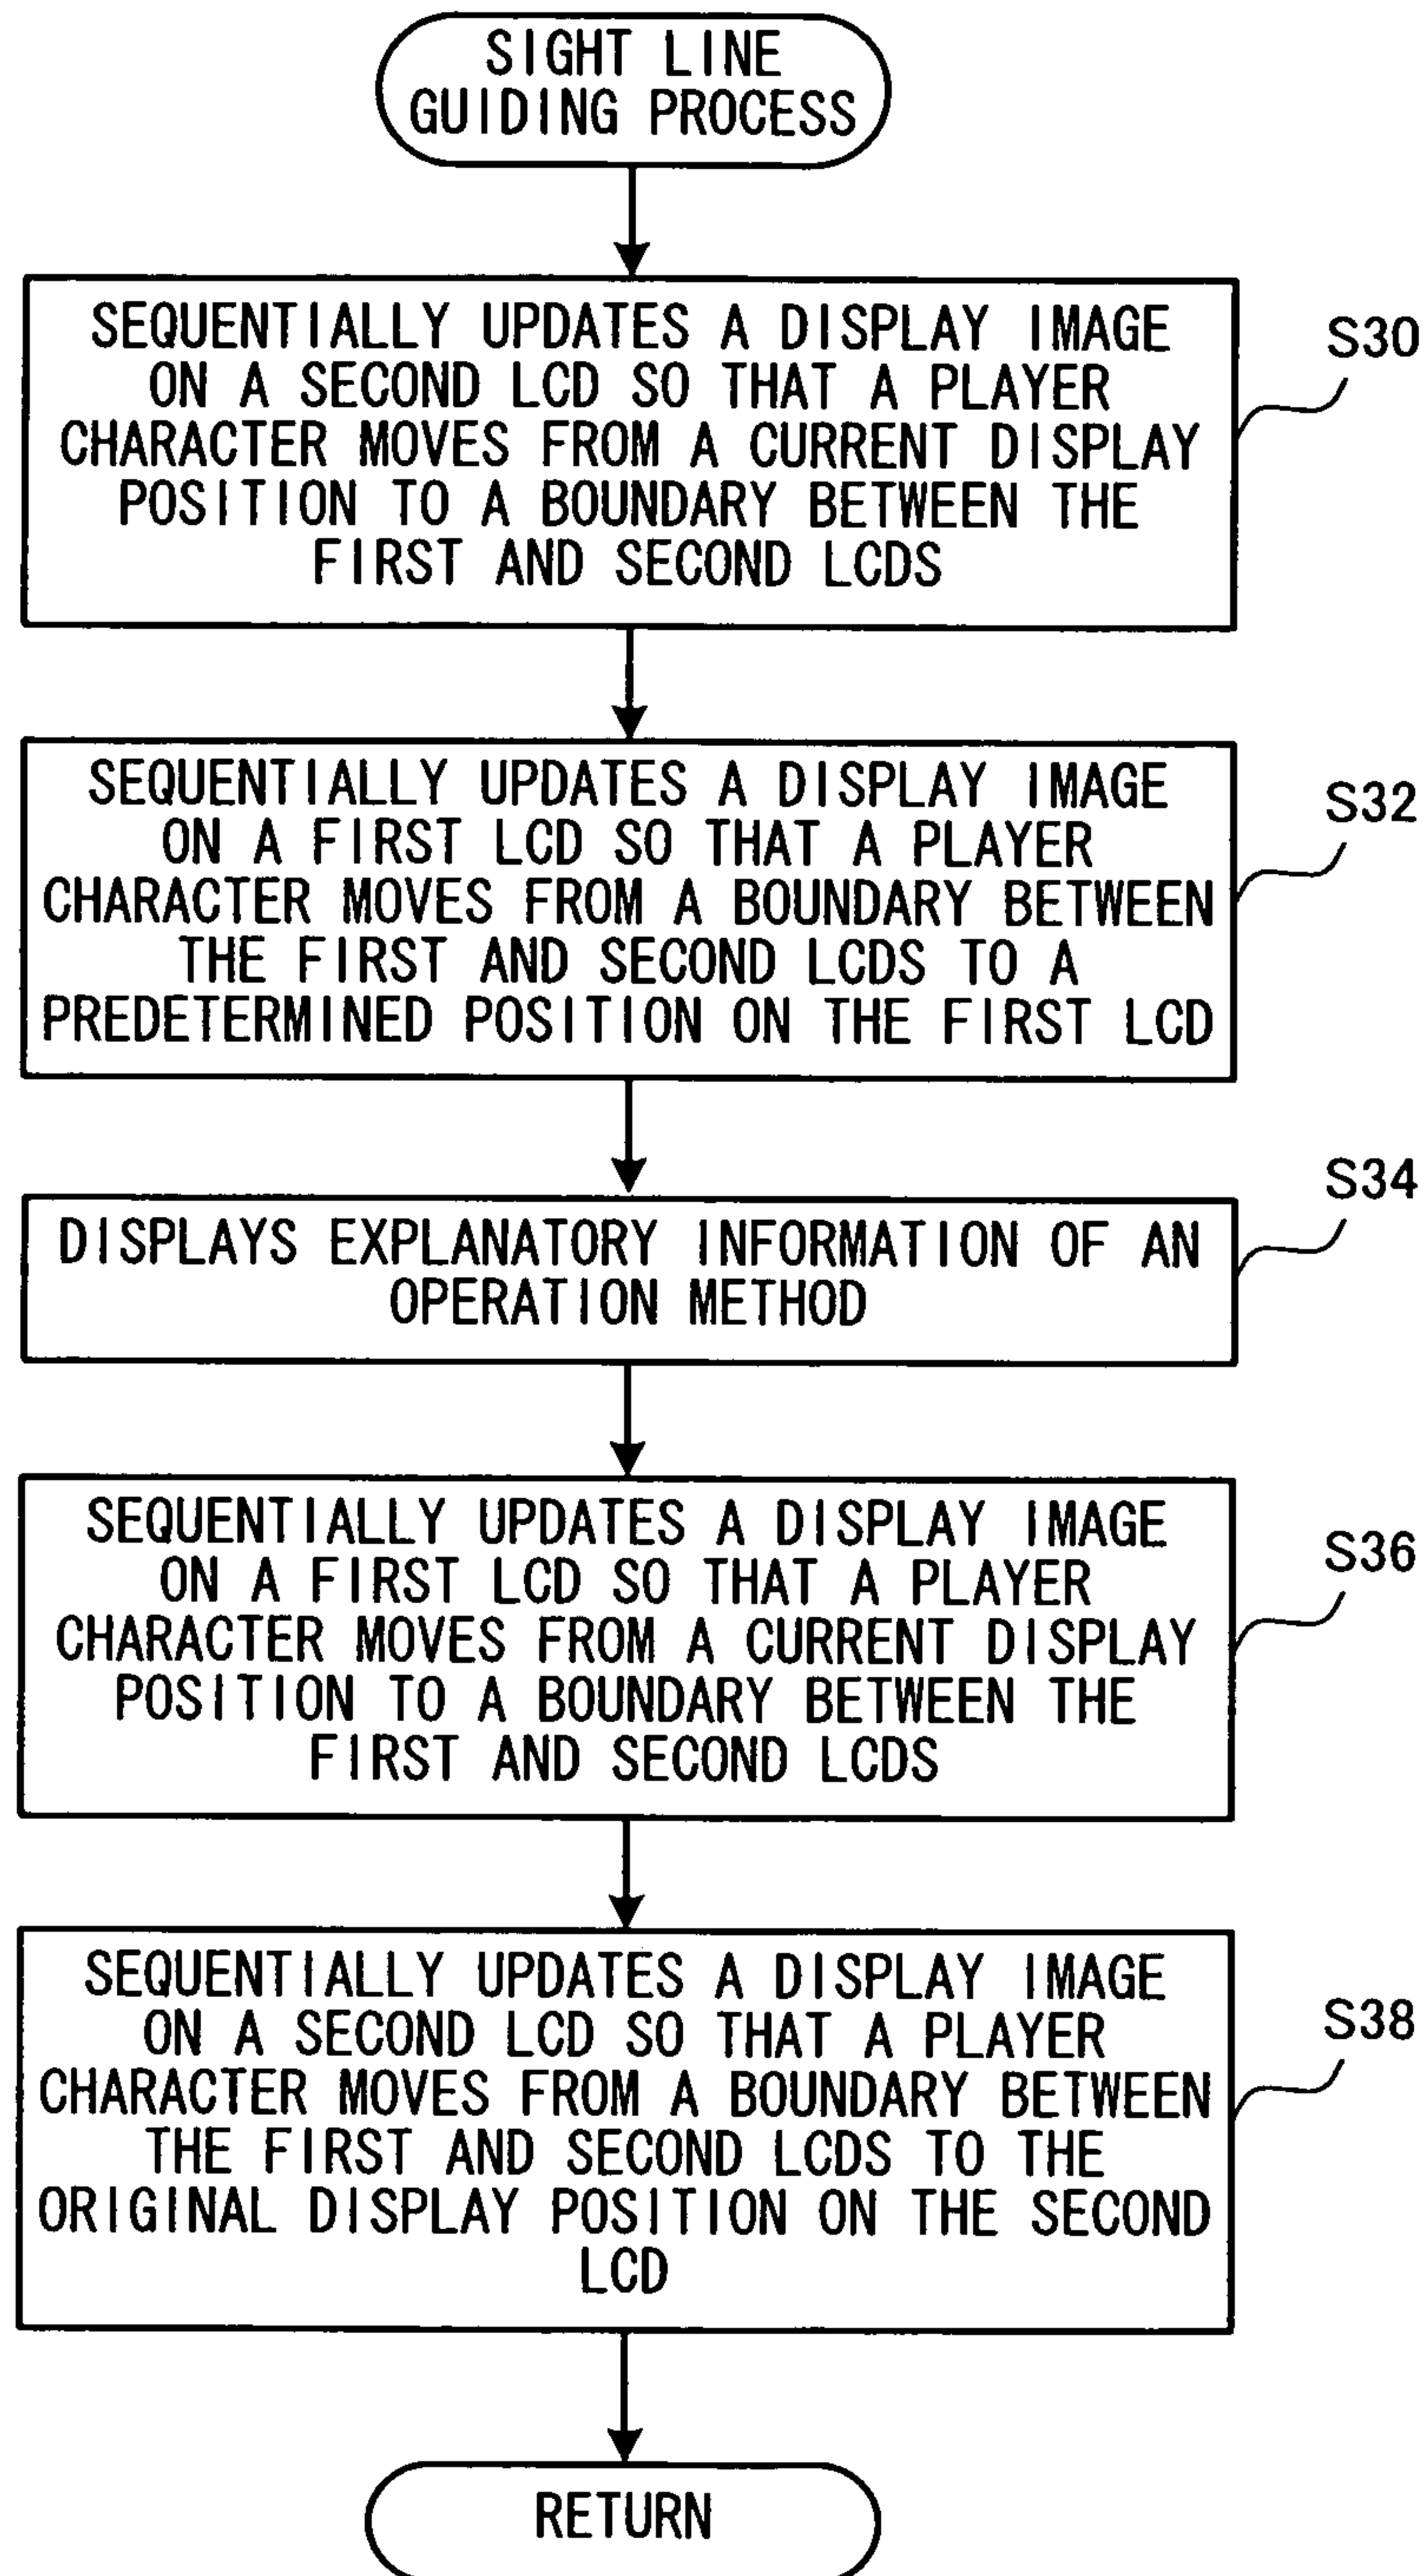 SIGHT LINE
GUIDING PROCESS
SEQUENTIALLY UPDATES A DISPLAY IMAGE
ON A SECOND LCD SO THAT A PLAYER
CHARACTER MOVES FROM A CURRENT DISPLAY
POSITION TO A BOUNDARY BETWEEN THE
FIRST AND SECOND LCDS
S30
SEQUENTIALLY UPDATES A DISPLAY IMAGE
ON A FIRST LCD SO THAT A PLAYER
CHARACTER MOVES FROM A BOUNDARY BETWEEN
THE FIRST AND SECOND LCDS TO A
PREDETERMINED POSITION ON THE FIRST LCD
S32
DISPLAYS EXPLANATORY INFORMATION OF AN
OPERATION METHOD
S34
SEQUENTIALLY UPDATES A DISPLAY IMAGE
ON A FIRST LCD SO THAT A PLAYER
CHARACTER MOVES FROM A CURRENT DISPLAY
POSITION TO A BOUNDARY BETWEEN THE
FIRST AND SECOND LCDS
S36
SEQUENTIALLY UPDATES A DISPLAY IMAGE
ON A SECOND LCD SO THAT A PLAYER
CHARACTER MOVES FROM A BOUNDARY BETWEEN
THE FIRST AND SECOND LCDS TO THE
ORIGINAL DISPLAY POSITION ON THE SECOND
LCD
S38
RETURN